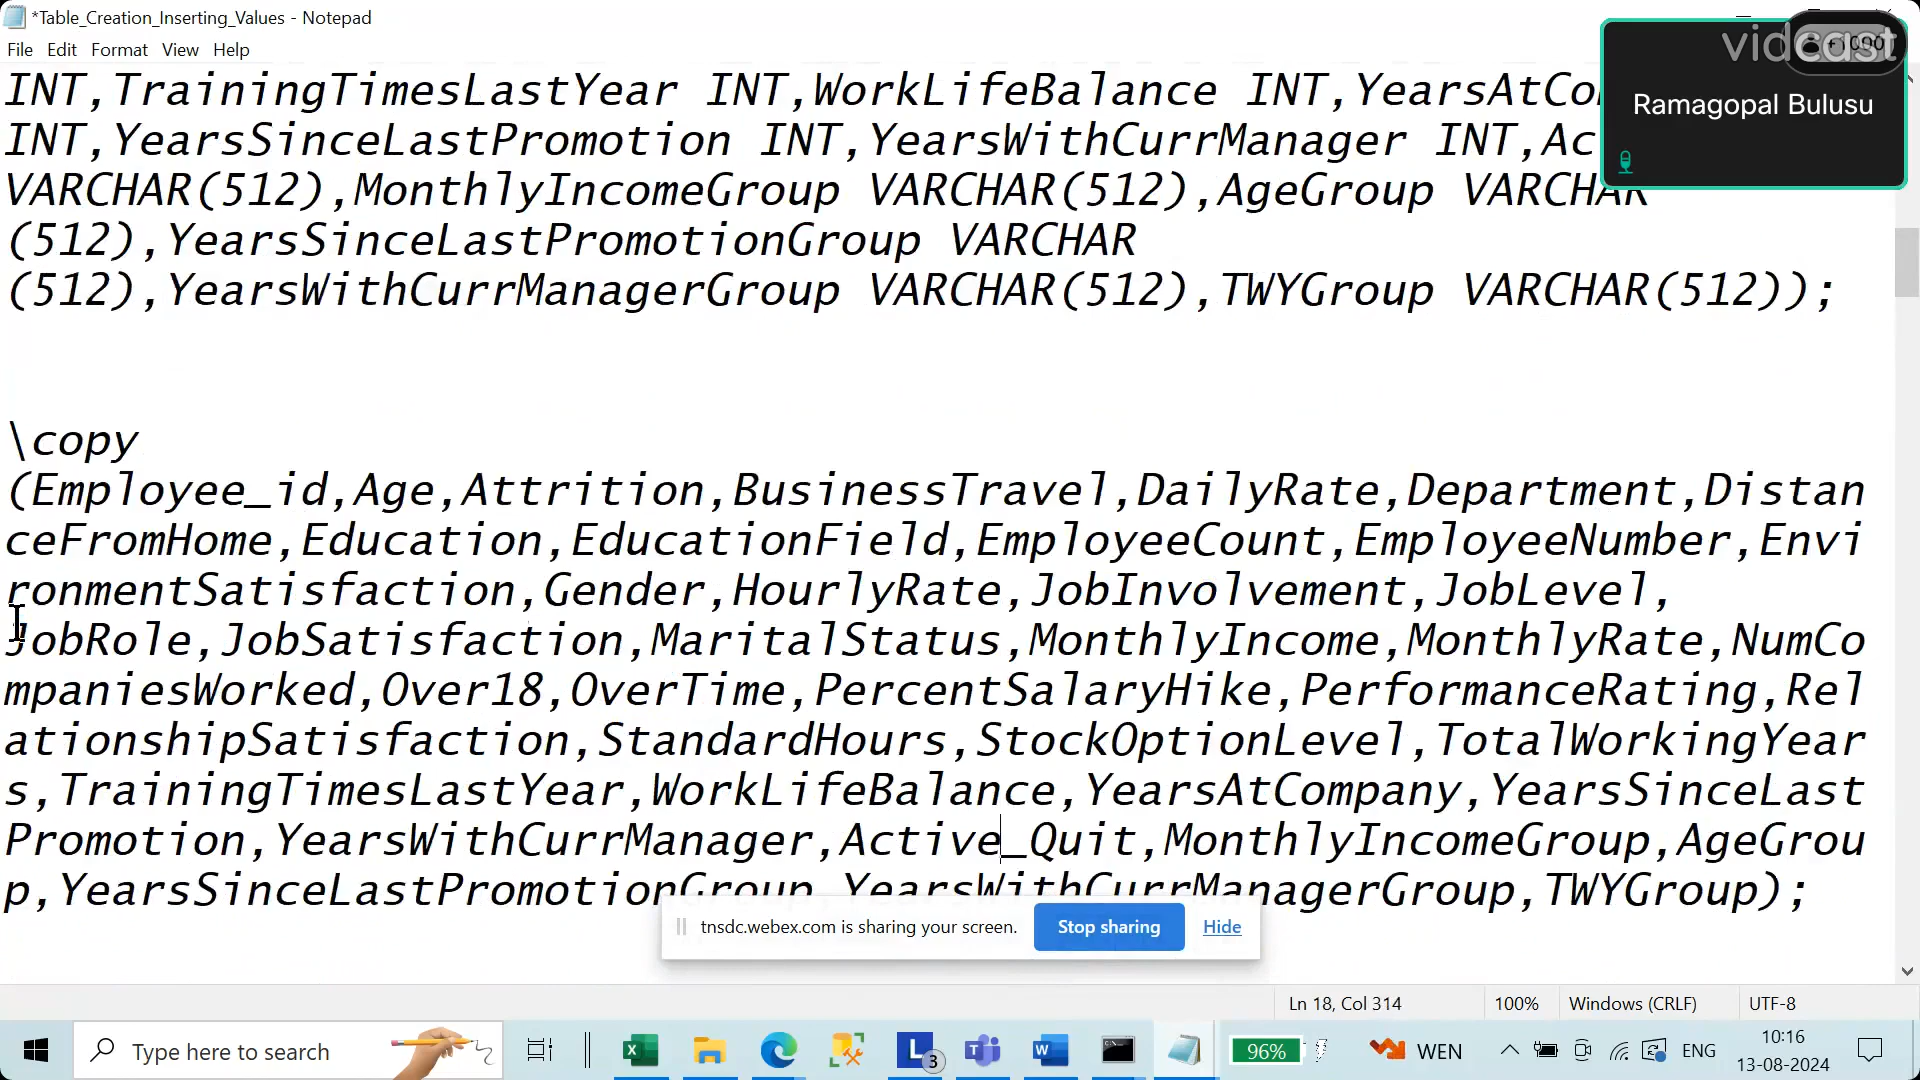 *Table_Creation_Inserting_Values - Notepad
File Edit Format View Help
vidcast
Ramagopal Bulusu
INT,TrainingTimesLastYear INT,WorkLifeBalance INT,YearsAtCo
INT,YearsSinceLastPromotion INT,YearsWithCurrManager INT,Ac
VARCHAR(512),MonthlyIncomeGroup VARCHAR(512),AgeGroup VARCHAR
(512),YearsSinceLastPromotionGroup VARCHAR
(512),YearsWithCurrManagerGroup VARCHAR(512),TWYGroup VARCHAR(512));
\copy
(Employee_id,Age,Attrition,BusinessTravel,DailyRate,Department,Distan
ceFromHome,Education,EducationField,EmployeeCount,EmployeeNumber,Envi
ronmentSatisfaction,Gender,HourlyRate,JobInvolvement,JobLevel,
JobRole,JobSatisfaction,MaritalStatus,MonthlyIncome,MonthlyRate,NumCo
mpaniesWorked,Over18,OverTime,PercentSalaryHike,PerformanceRating,Rel
ationshipSatisfaction,StandardHours,StockOptionLevel,TotalWorkingYear
s,TrainingTimesLastYear,WorkLifeBalance,YearsAtCompany,YearsSinceLast
Promotion,YearsWithCurrManager,Active_Quit,MonthlyIncomeGroup,AgeGrou
p,YearsSinceLastPromotionGroup,YearsWithCurrManagerGroup,TWYGroup);
tnsdc.webex.com is sharing your screen. Stop sharing Hide
Ln 18, Col 314 100% Windows (CRLF) UTF-8
Type here to search 3 96% WEN ENG 10:16
13-08-2024